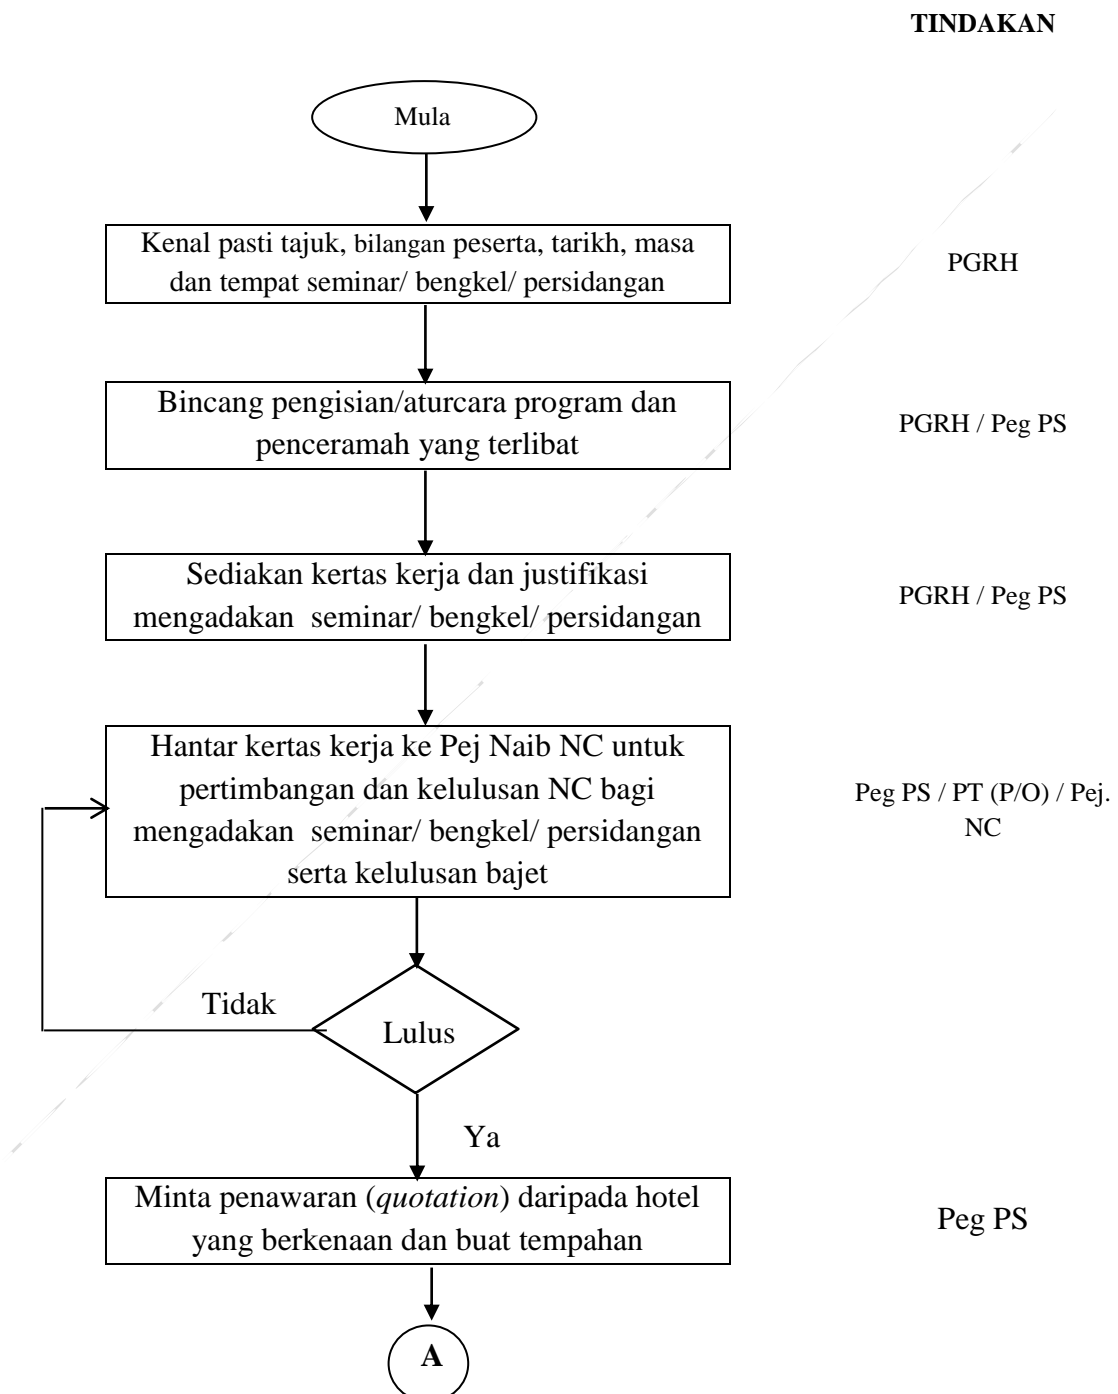 TINDAKAN
Mula
Kenal pasti tajuk, bilangan peserta, tarikh, masa
dan tempat seminar/ bengkel/ persidangan
PGRH
Bincang pengisian/aturcara program dan
penceramah yang terlibat
PGRH / Peg PS
Sediakan kertas kerja dan justifikasi
mengadakan  seminar/ bengkel/ persidangan
PGRH / Peg PS
Hantar kertas kerja ke Pej Naib NC untuk
pertimbangan dan kelulusan NC bagi
mengadakan  seminar/ bengkel/ persidangan
serta kelulusan bajet
Peg PS / PT (P/O) / Pej.
NC
Tidak
Lulus
Ya
Minta penawaran (quotation) daripada hotel
yang berkenaan dan buat tempahan
Peg PS
A